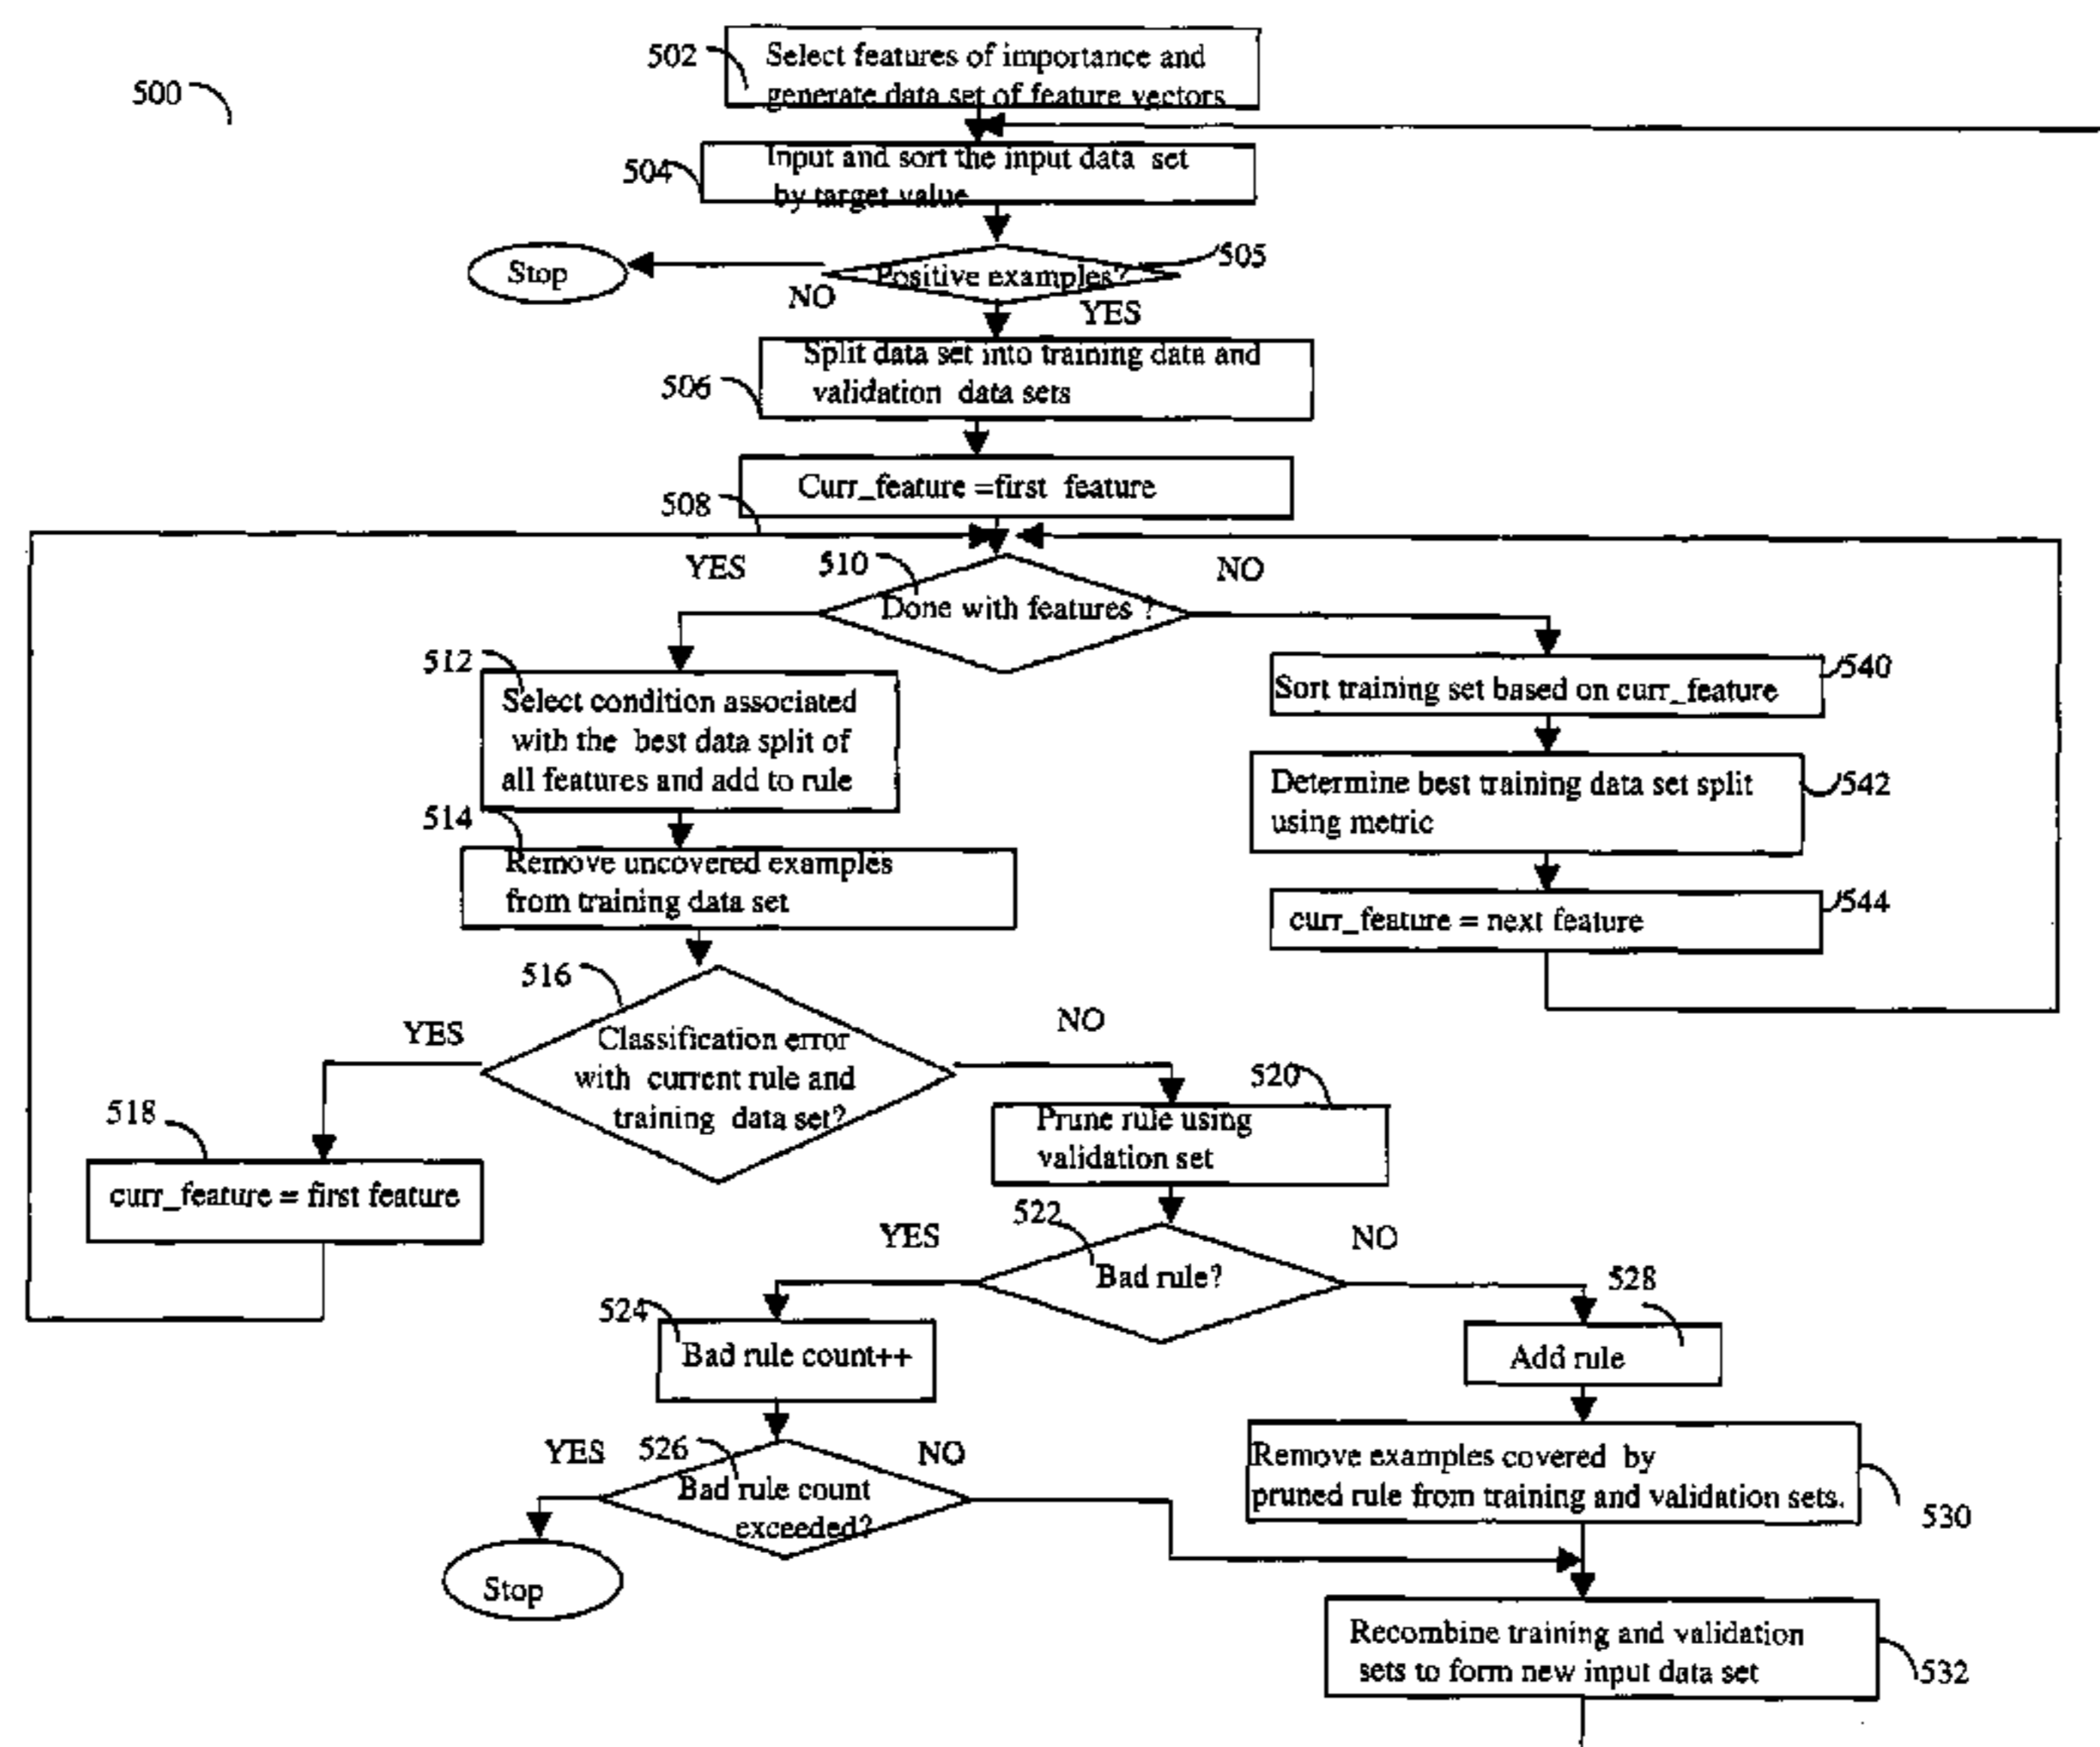 500
502
Select features of importance and
generate data set of feature vectors
504
Input and sort the input data set
by target value
Stop
Positive examples?
505
NO
YES
506
Split data set into training data and
validation data sets
508
Curr_feature =first feature
YES
510
NO
Done with features ?
512
Select condition associated
with the best data split of
all features and add to rule
540
Sort training set based on curr_feature
542
Determine best training data set split
using metric
514
Remove uncovered examples
from training data set
544
curr_feature = next feature
516
YES
NO
Classification error
with current rule and
training data set?
518
curr_feature = first feature
520
Prune rule using
validation set
522
YES
NO
Bad rule?
524
Bad rule count++
528
Add rule
YES
526
NO
Bad rule count
exceeded?
Stop
Remove examples covered by
pruned rule from training and validation sets.
530
Recombine training and validation
sets to form new input data set
532